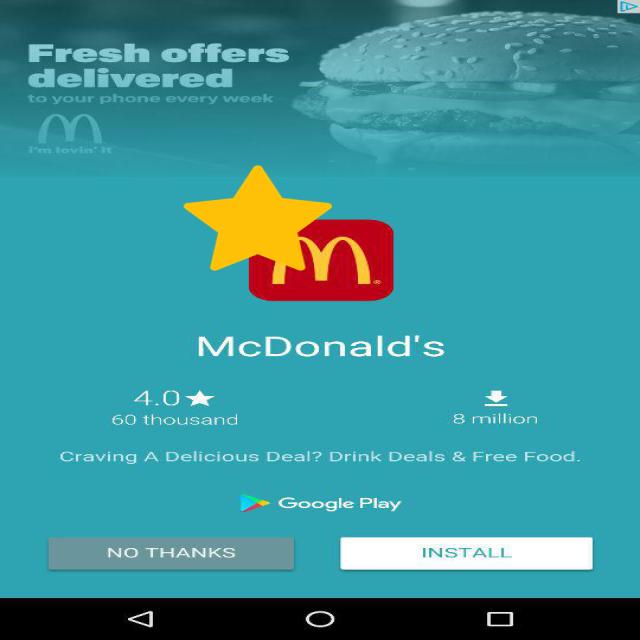 Fresh offers
delivered
to your phone every week
i'm lovin' it
McDonald's
4.0
60 thousand
8 million
Craving A Delicious Deal? Drink Deals & Free Food.
Google Play
NO THANKS
INSTALL